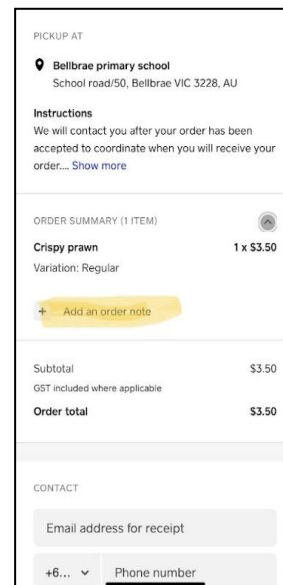 PICKUP AT
Bellbrae primary school
School road/50, Bellbrae VIC 3228, AU
Instructions
We will contact you after your order has been
accepted to coordinate when you will receive your
order.... Show more
ORDER SUMMARY (1 ITEM)
Crispy prawn 1 x $3.50
Variation: Regular
+ Add an order note
Subtotal $3.50
GST included where applicable
Order total $3.50
CONTACT
Email address for receipt
+6... Phone number